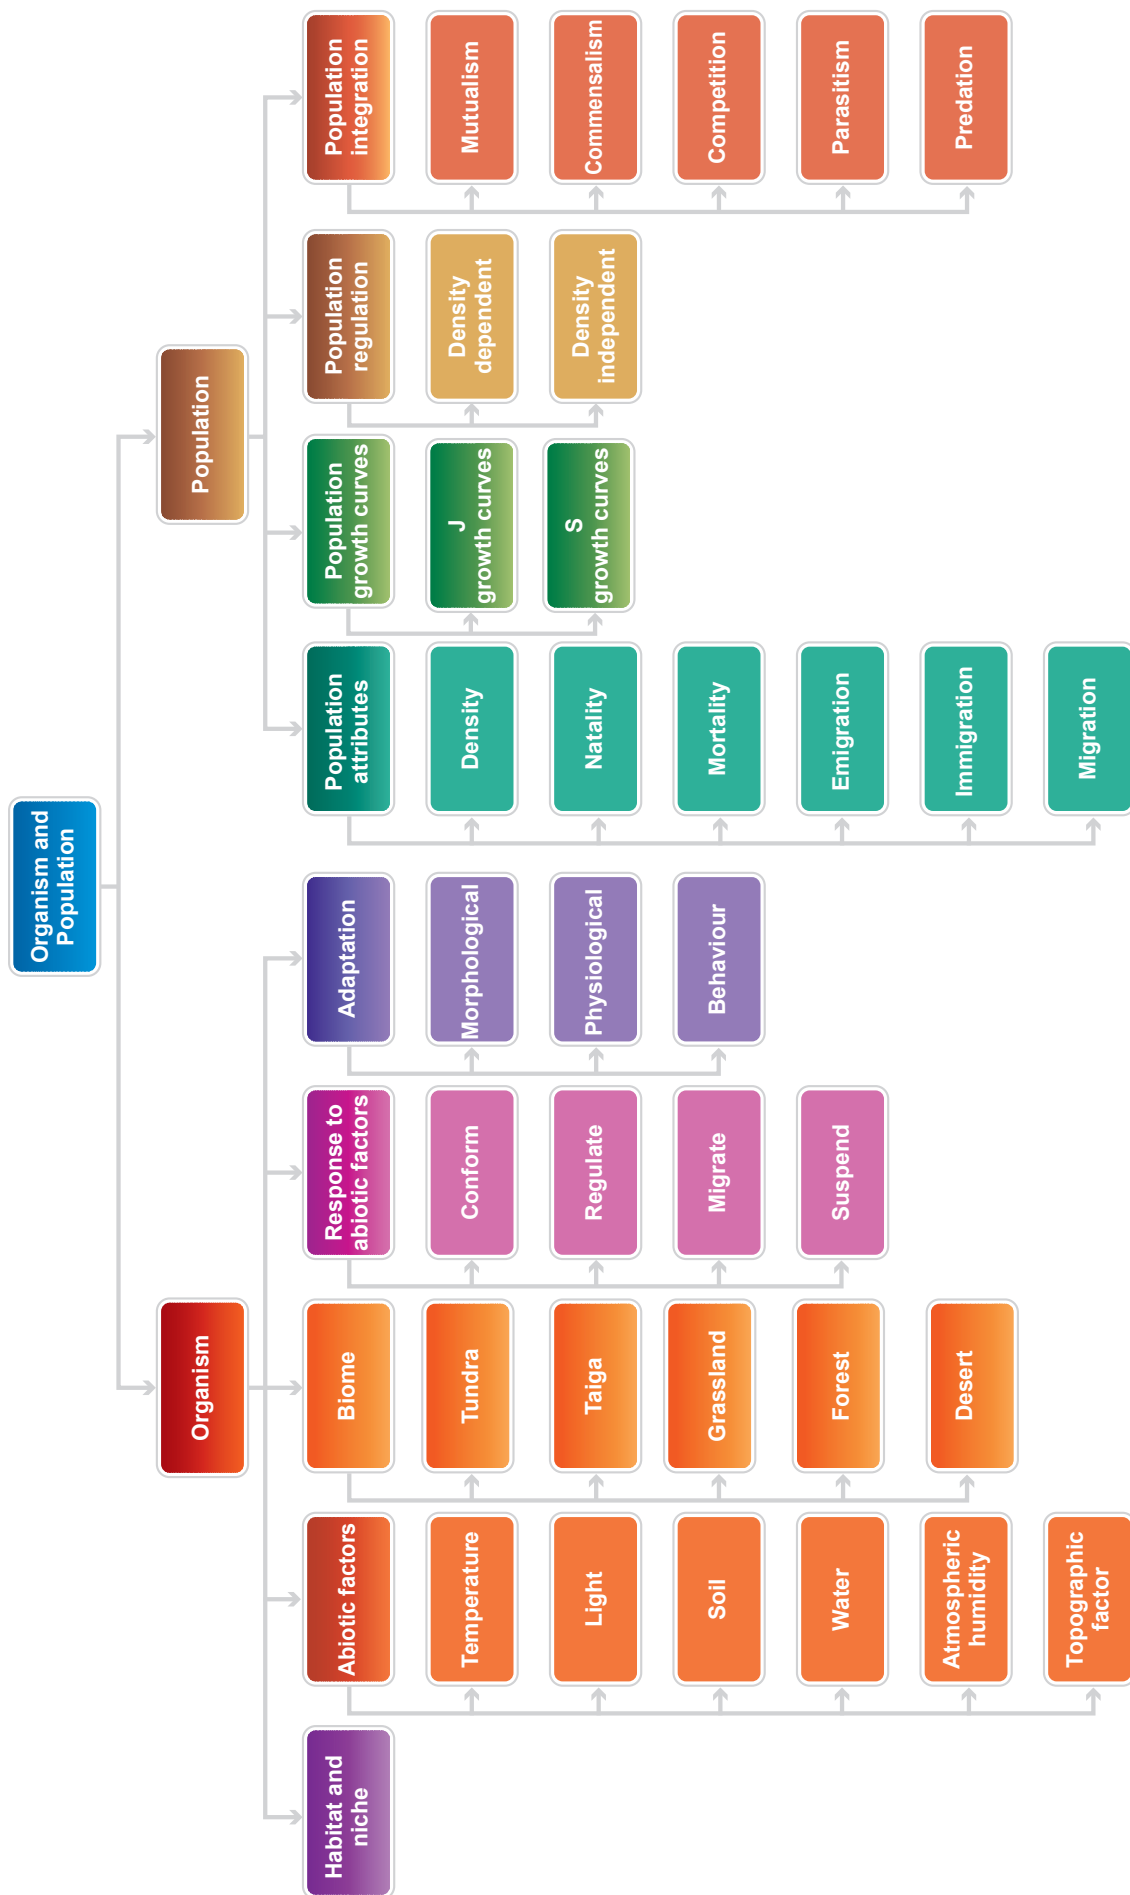 Organism and
Population
Organism
Population
Habitat and
niche
Abiotic factors
Temperature
Light
Soil
Water
Atmospheric
humidity
Topographic
factor
Biome
Tundra
Taiga
Grassland
Forest
Desert
Response to
abiotic factors
Conform
Regulate
Migrate
Suspend
Adaptation
Morphological
Physiological
Behaviour
Population
attributes
Density
Natality
Mortality
Emigration
Immigration
Migration
Population
growth curves
J
growth curves
S
growth curves
Population
regulation
Density
dependent
Density
independent
Population
integration
Mutualism
Commensalism
Competition
Parasitism
Predation